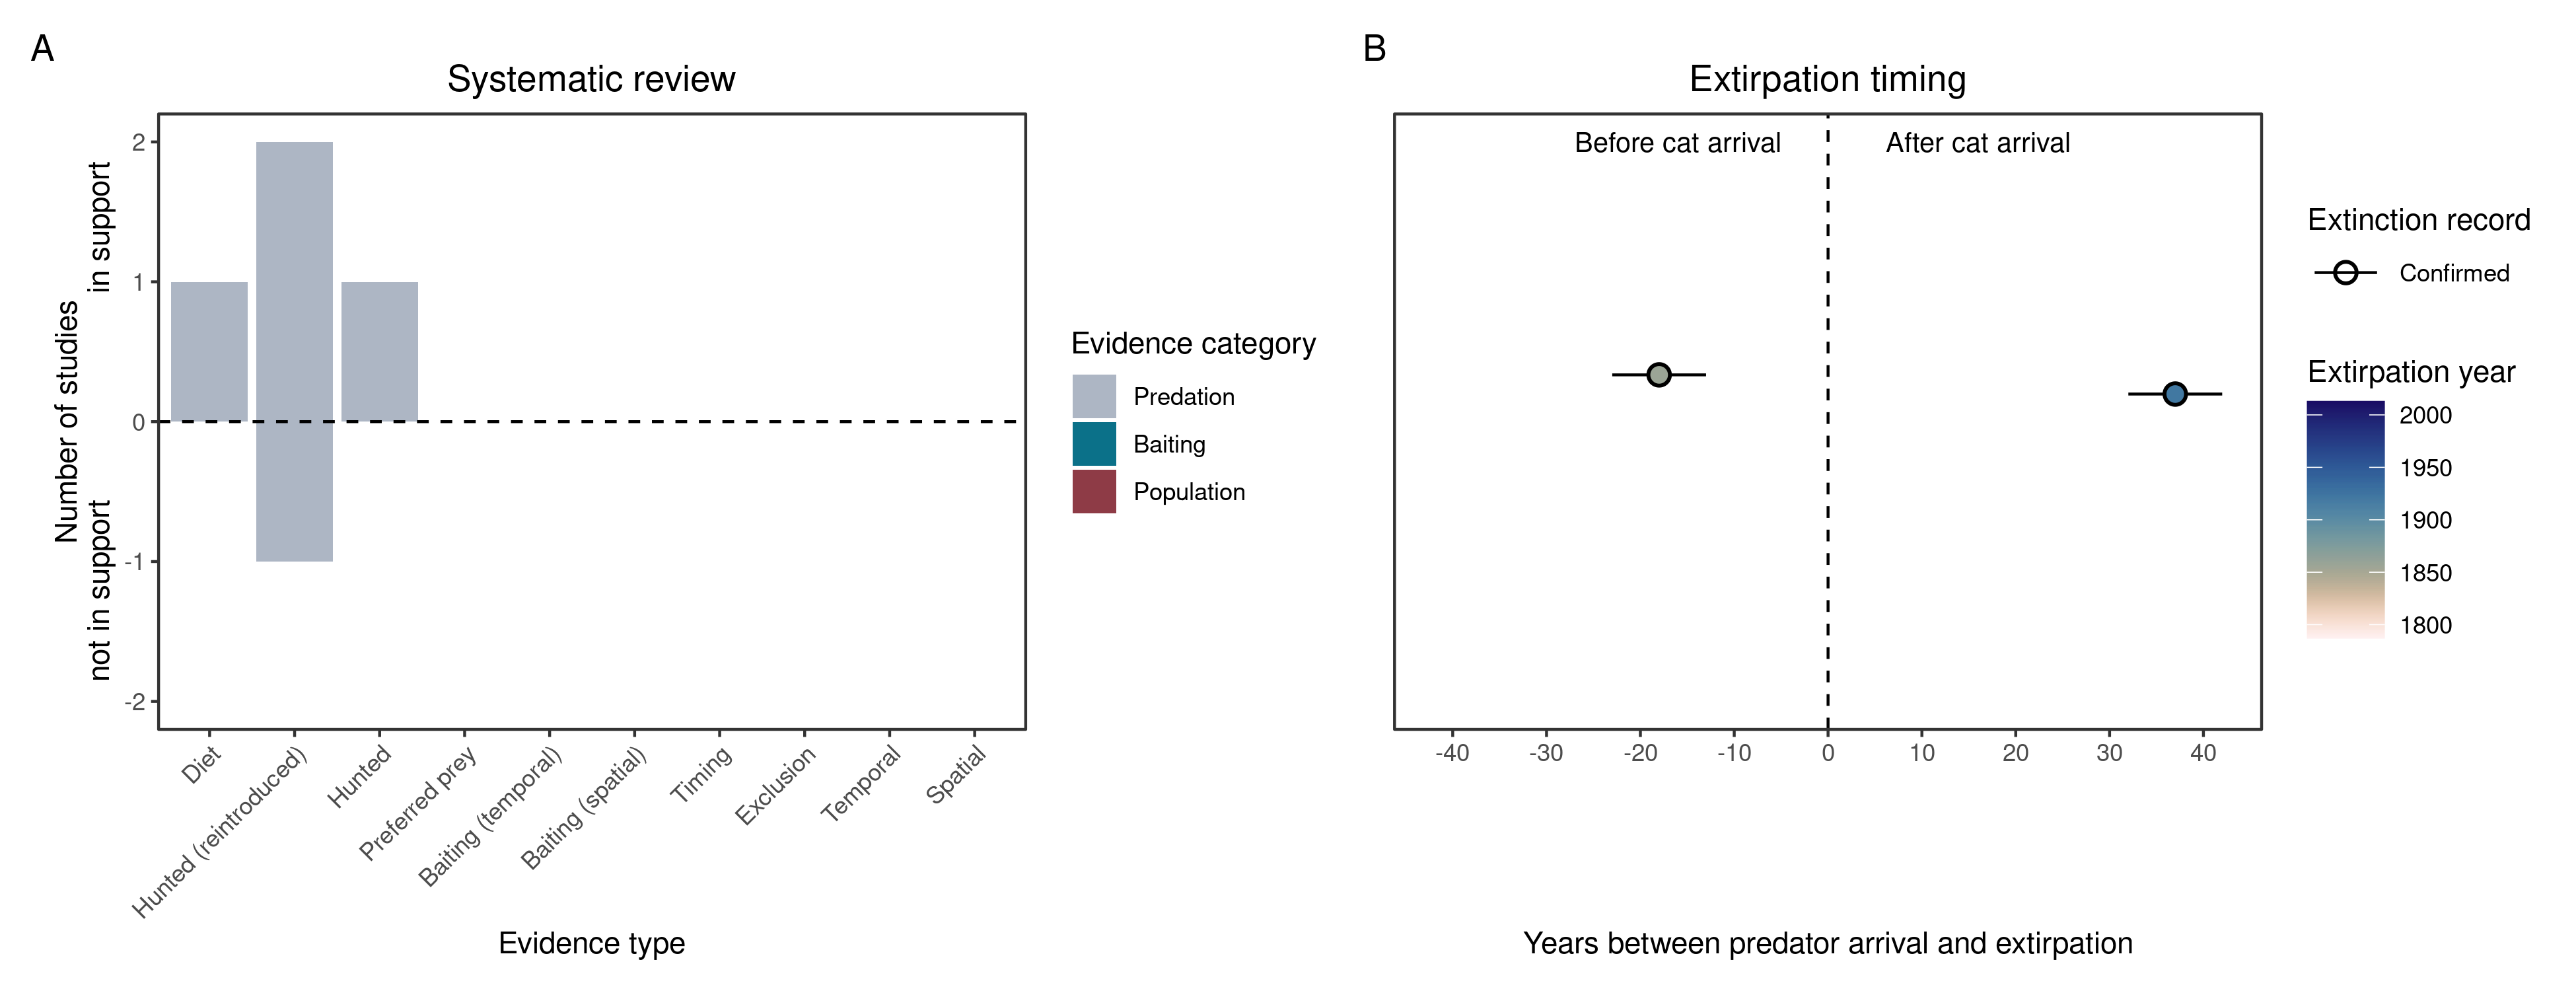 A
Systematic review
Number of studies
not in support
in support
2
1
0
-1
-2
Diet
Hunted (reintroduced)
Hunted
Preferred prey
Baiting (temporal)
Baiting (spatial)
Timing
Exclusion
Temporal
Spatial
Evidence type
Evidence category
Predation
Baiting
Population
B
Extirpation timing
Before cat arrival
After cat arrival
-40
-30
-20
-10
0
10
20
30
40
Years between predator arrival and extirpation
Extinction record
Confirmed
Extirpation year
2000
1950
1900
1850
1800